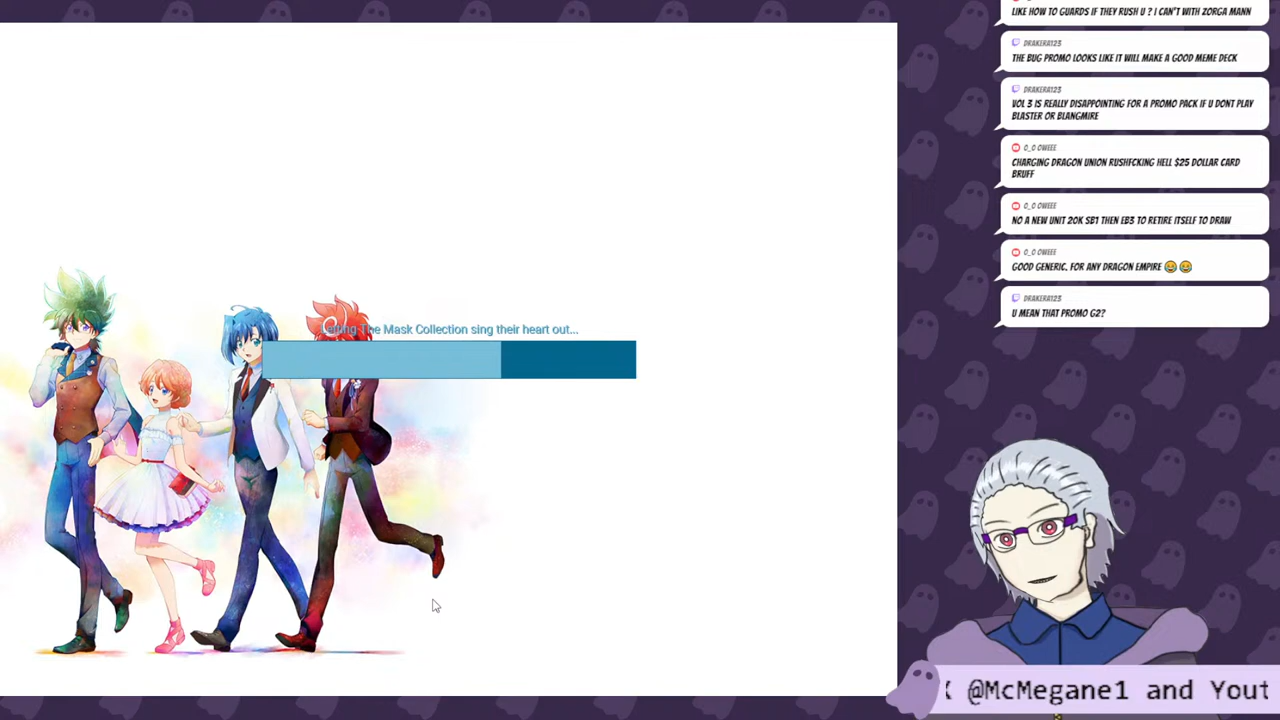 Letting The Mask Collection sing their heart out...
LIKE HOW TO GUARDS IF THEY RUSH U ? I CAN'T WITH ZORGA MANN
DRAKERA123
THE BUG PROMO LOOKS LIKE IT WILL MAKE A GOOD MEME DECK
DRAKERA123
VOL 3 IS REALLY DISAPPOINTING FOR A PROMO PACK IF U DONT PLAY
BLASTER OR BLANGMIRE
O_O OWEEE
CHARGING DRAGON UNION RUSHFCKING HELL $25 DOLLAR CARD
BRUFF
O_O OWEEE
NO A NEW UNIT 20K SB1 THEN EB3 TO RETIRE ITSELF TO DRAW
O_O OWEEE
GOOD GENERIC. FOR ANY DRAGON EMPIRE 😂 😂
DRAKERA123
U MEAN THAT PROMO G2?
@McMegane1 and Yout